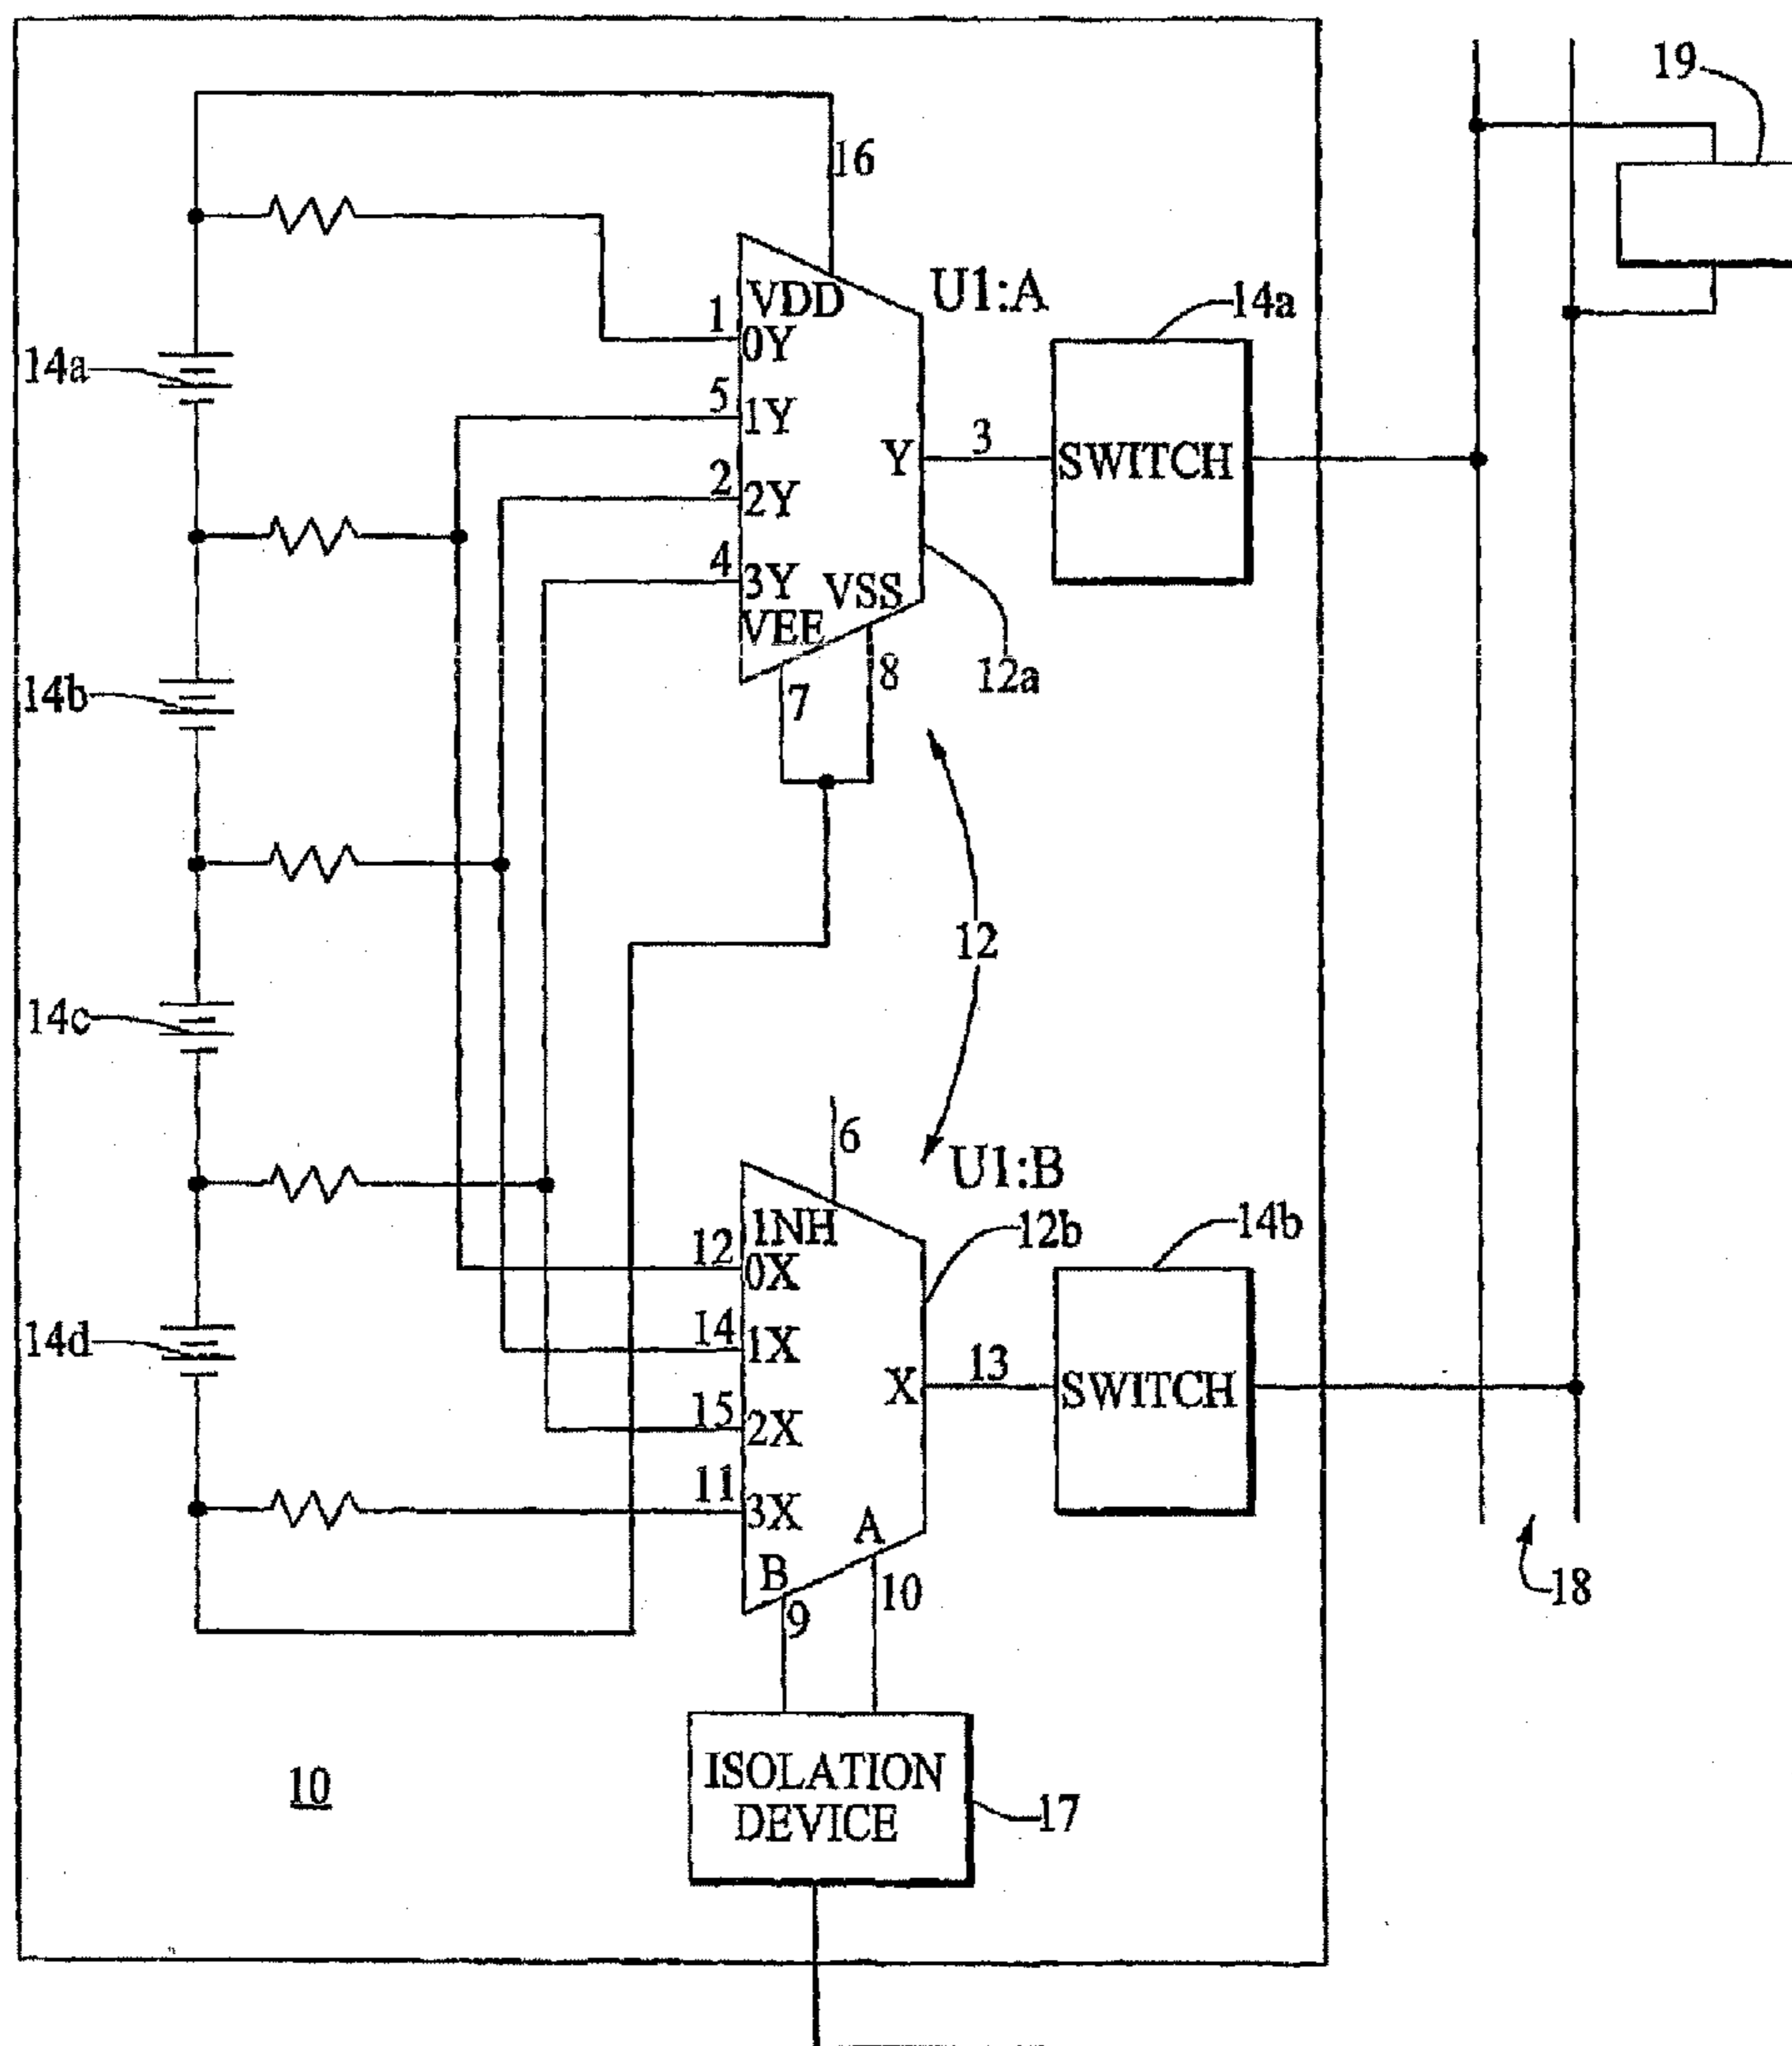 19
16
U1:A
14a
VDD
1
0Y
14a
5
1Y
3
Y
SWITCH
2
2Y
4
3Y
VSS
VEE
12a
8
7
14b
12
14c
6
U1:B
1NH
12b
14b
12
0X
14
1X
14d
13
X
SWITCH
15
2X
11
3X
A
B
10
9
18
ISOLATION
DEVICE
17
10